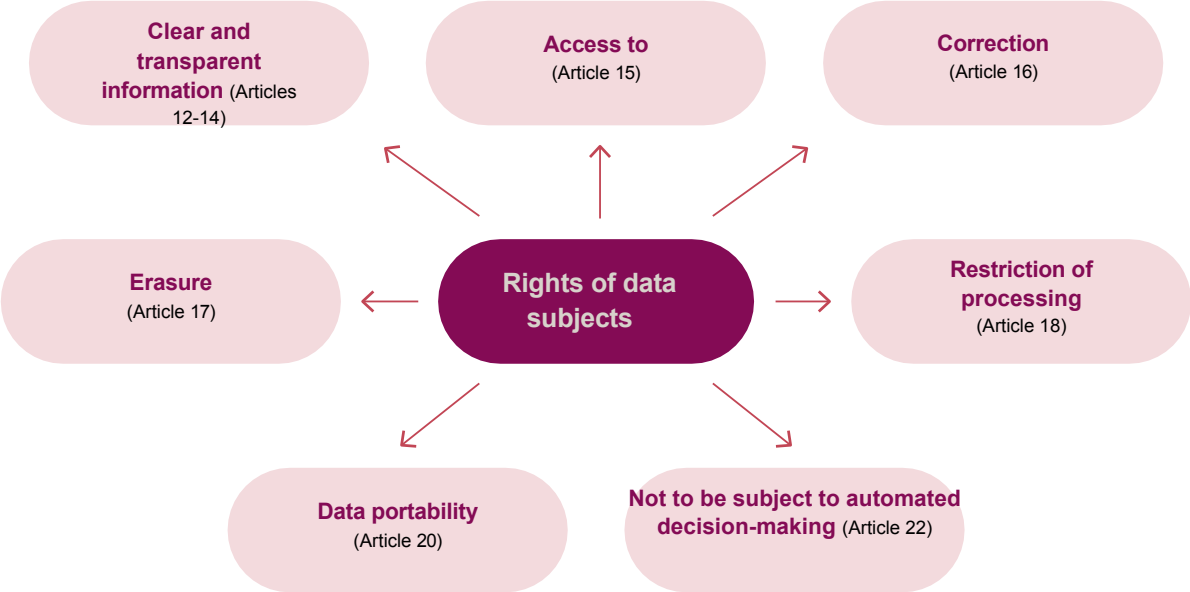 Clear and
transparent
information (Articles
12-14)
Access to
(Article 15)
Correction
(Article 16)
Erasure
(Article 17)
Rights of data
subjects
Restriction of
processing
(Article 18)
Data portability
(Article 20)
Not to be subject to automated
decision-making (Article 22)